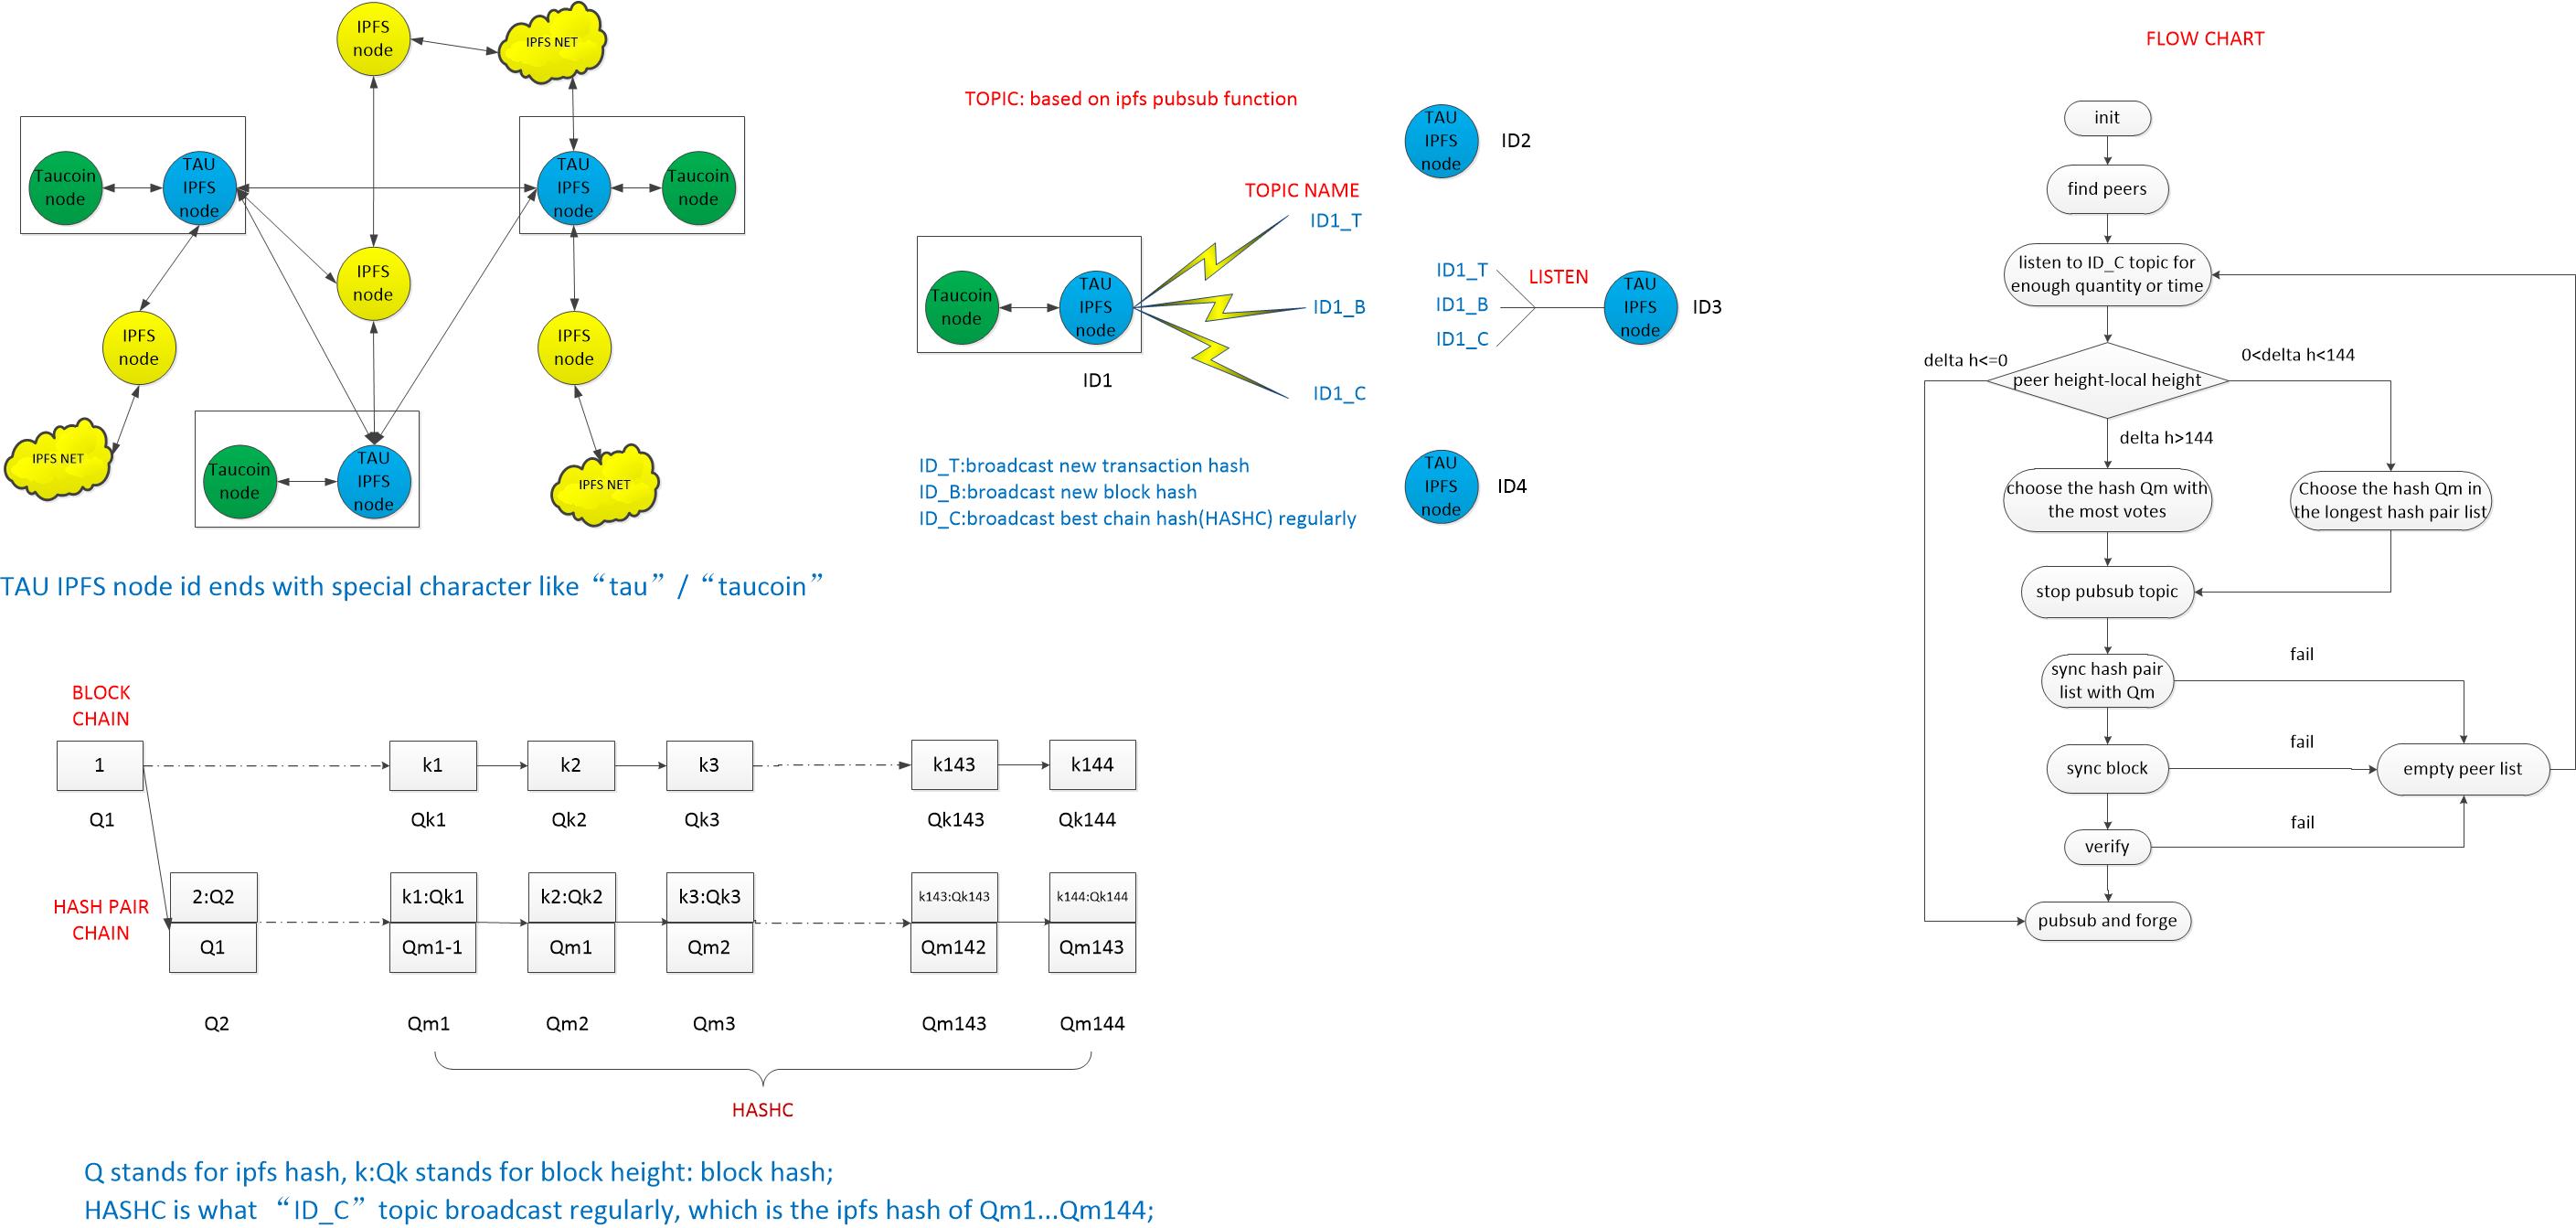 IPFS
node
IPFS NET
Taucoin
node
TAU
IPFS
node
TAU
IPFS
node
Taucoin
node
IPFS
node
IPFS
node
IPFS
node
IPFS NET
Taucoin
node
TAU
IPFS
node
IPFS NET
TAU IPFS node id ends with special character like “tau” / “taucoin”
TOPIC: based on ipfs pubsub function
TAU
IPFS
node
ID2
TOPIC NAME
ID1_T
Taucoin
node
TAU
IPFS
node
ID1_B
ID1
ID1_C
ID1_T
ID1_B
ID1_C
LISTEN
TAU
IPFS
node
ID3
ID_T:broadcast new transaction hash
ID_B:broadcast new block hash
ID_C:broadcast best chain hash(HASHC) regularly
TAU
IPFS
node
ID4
BLOCK
CHAIN
1
k1
k2
k3
k143
k144
Q1
Qk1
Qk2
Qk3
Qk143
Qk144
HASH PAIR
CHAIN
2:Q2
k1:Qk1
k2:Qk2
k3:Qk3
k143:Qk143
k144:Qk144
Q1
Qm1-1
Qm1
Qm2
Qm142
Qm143
Q2
Qm1
Qm2
Qm3
Qm143
Qm144
HASHC
Q stands for ipfs hash, k:Qk stands for block height: block hash;
HASHC is what “ID_C” topic broadcast regularly, which is the ipfs hash of Qm1...Qm144;
FLOW CHART
init
find peers
listen to ID_C topic for
enough quantity or time
delta h<=0
peer height-local height
0<delta h<144
delta h>144
choose the hash Qm with
the most votes
Choose the hash Qm in
the longest hash pair list
stop pubsub topic
sync hash pair
list with Qm
fail
sync block
fail
empty peer list
verify
fail
pubsub and forge